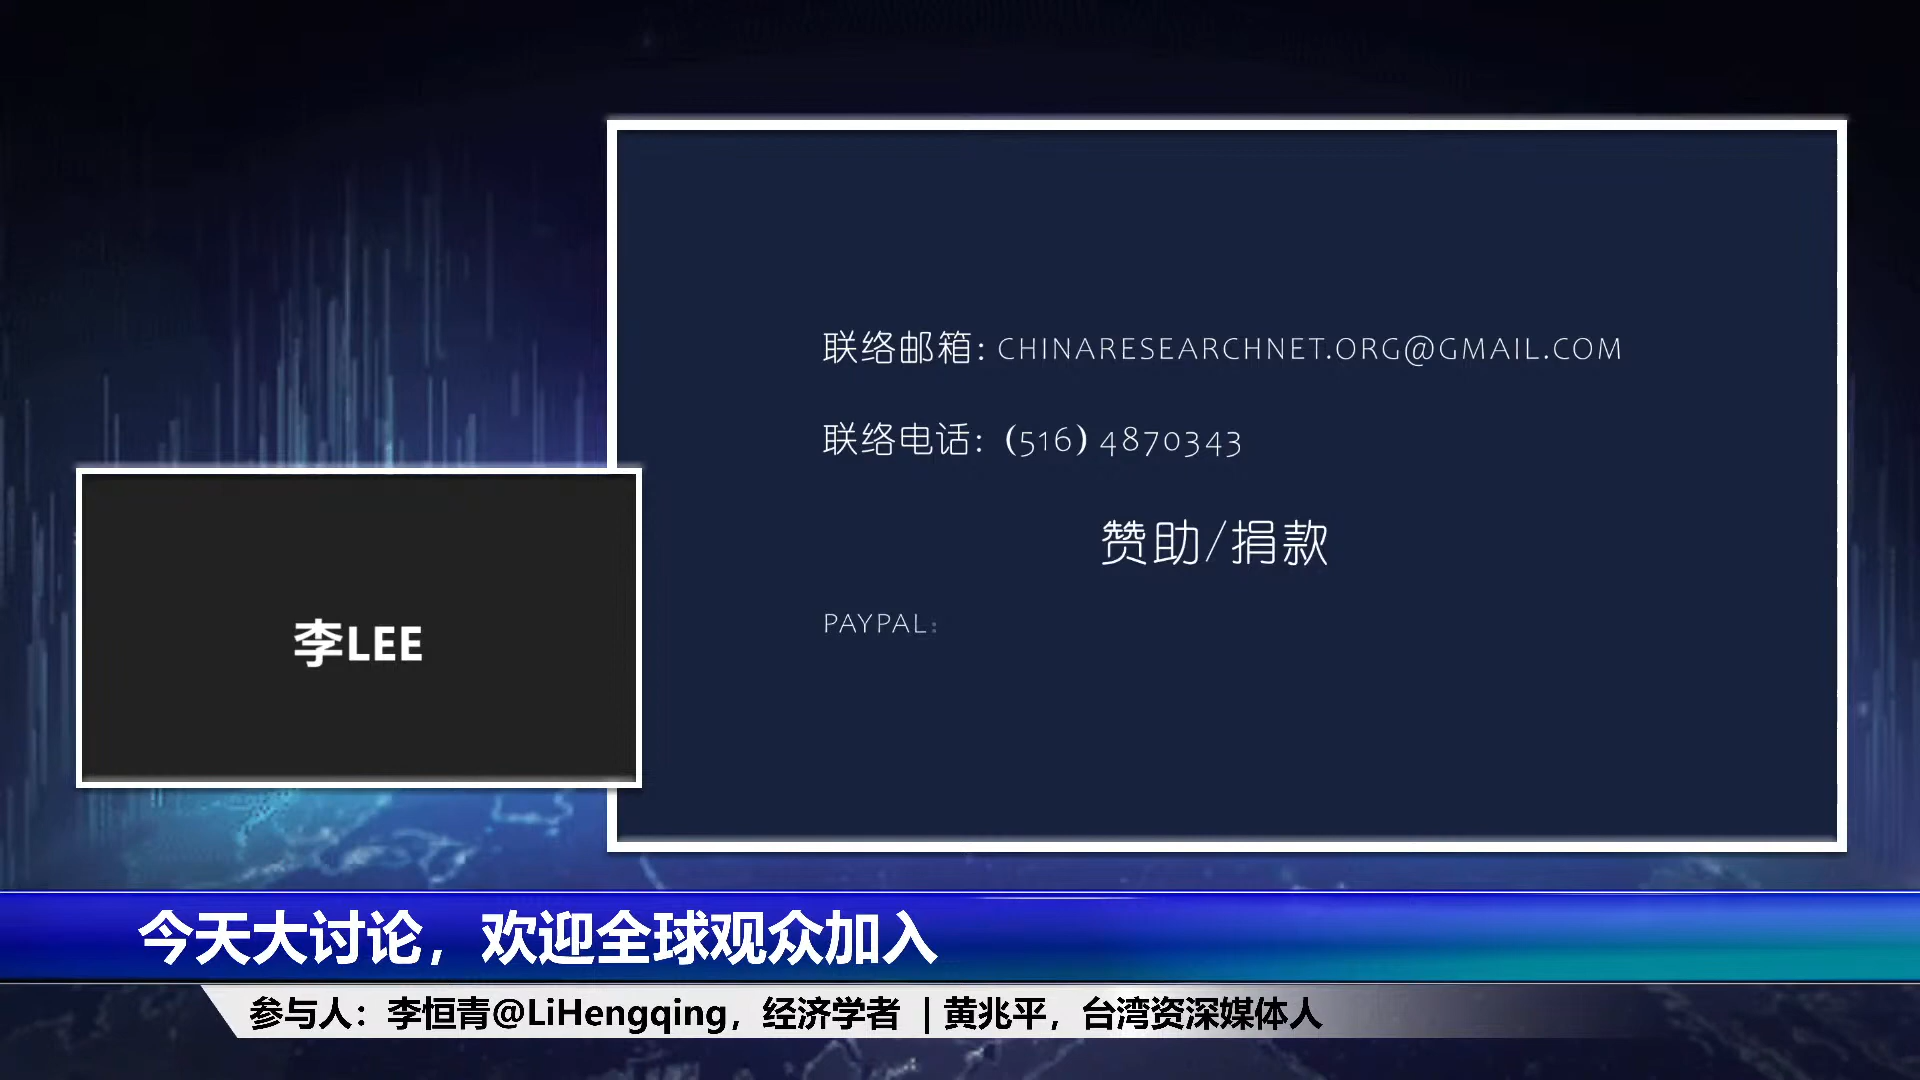 联络邮箱: CHINARESEARCHNET.ORG@GMAIL.COM
联络电话: (516) 4870343
赞助/捐款
PAYPAL:
李LEE
今天大讨论，欢迎全球观众加入
参与人：李恒青@LiHengqing，经济学者 | 黄兆平，台湾资深媒体人